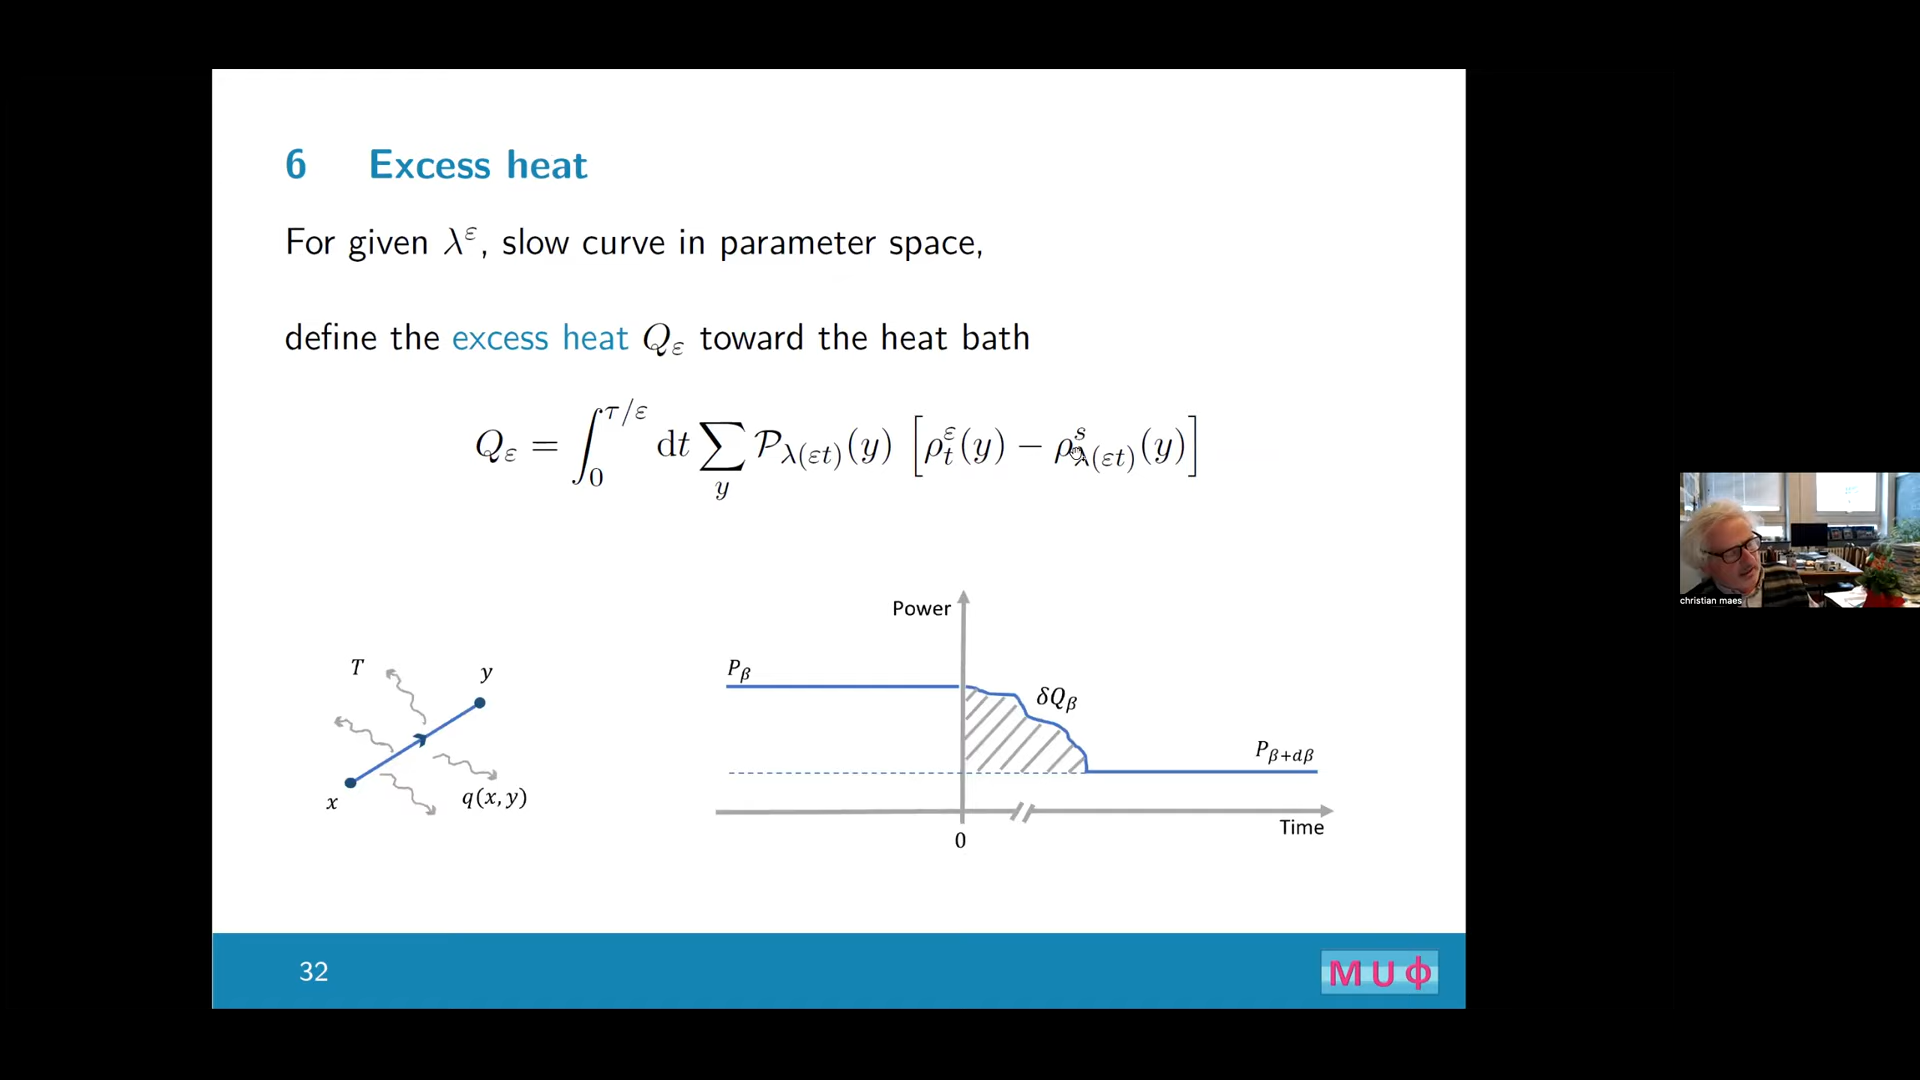 6 Excess heat
For given λ^ε, slow curve in parameter space,
define the excess heat Q_ε toward the heat bath
Q_ε = ∫_0^{τ/ε} dt ∑_y 𝒫_{λ(εt)}(y) [ρ_t^ε(y) − ρ^s_{λ(εt)}(y)]
T
y
x
q(x,y)
Power
P_β
δQ_β
P_{β+dβ}
Time
0
christian maes
32
MUΦ